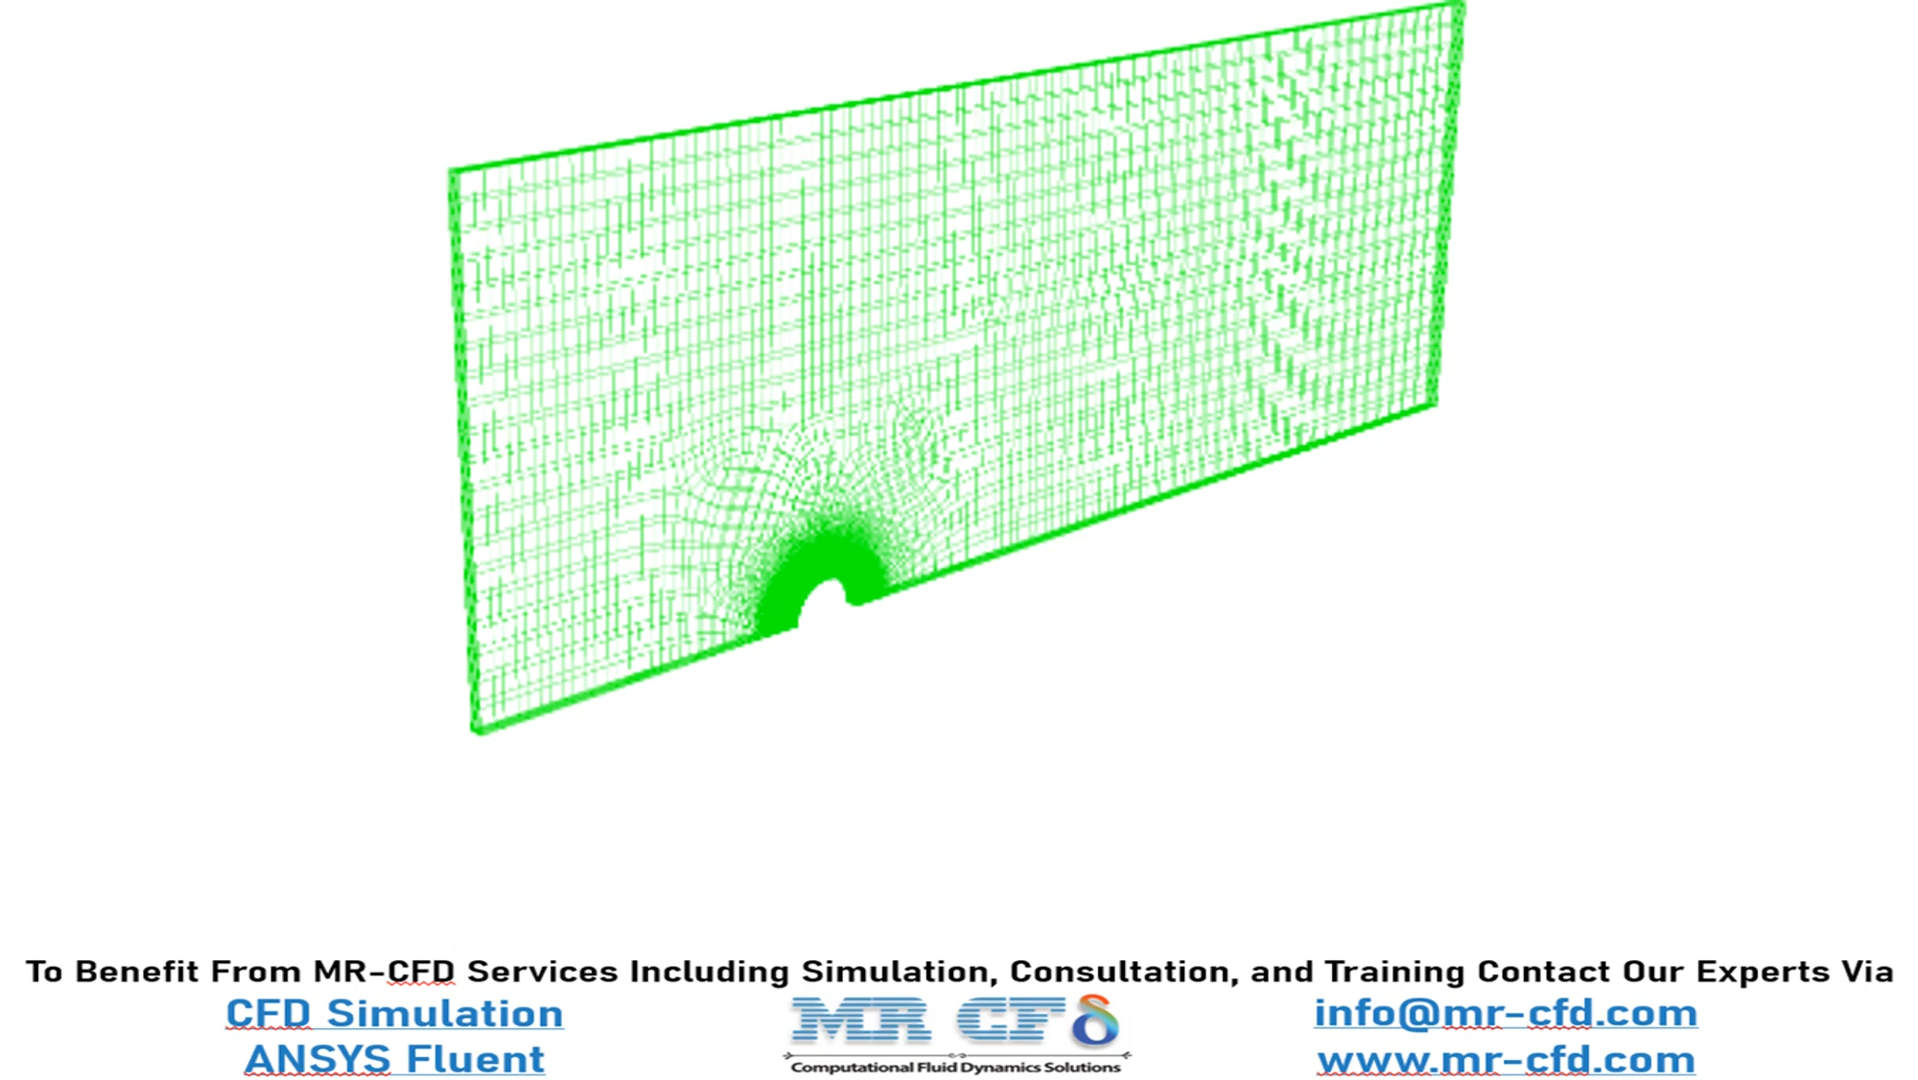 To Benefit From MR-CFD Services Including Simulation, Consultation, and Training Contact Our Experts Via
CFD Simulation
ANSYS Fluent
MR CFδ
Computational Fluid Dynamics Solutions
info@mr-cfd.com
www.mr-cfd.com